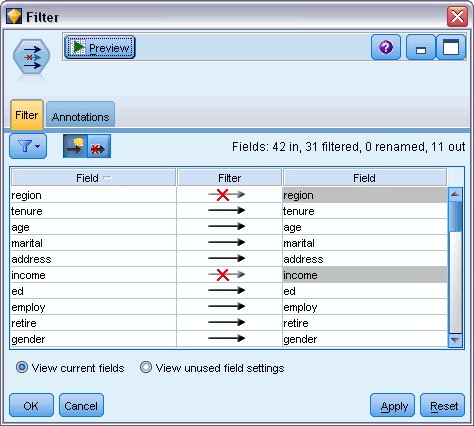 Filter
Preview
?
Filter Annotations
Fields: 42 in, 31 filtered, 0 renamed, 11 out
Field Filter Field
region region
tenure tenure
age age
marital marital
address address
income income
ed ed
employ employ
retire retire
gender gender
View current fields View unused field settings
OK Cancel Apply Reset